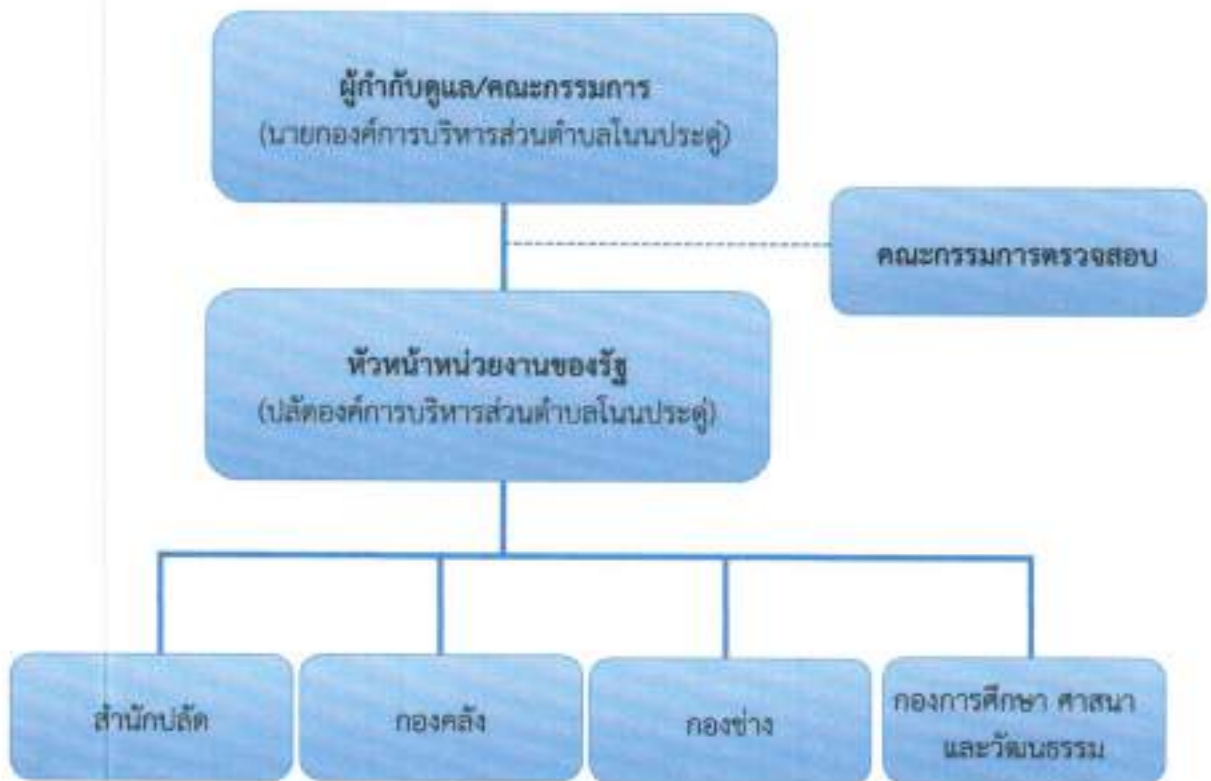 ผู้กำกับดูแล/คณะกรรมการ
(นายกองค์การบริหารส่วนตำบลโนนประดู่)
คณะกรรมการตรวจสอบ
หัวหน้าหน่วยงานของรัฐ
(ปลัดองค์การบริหารส่วนตำบลโนนประดู่)
สำนักปลัด
กองคลัง
กองช่าง
กองการศึกษา ศาสนา
และวัฒนธรรม